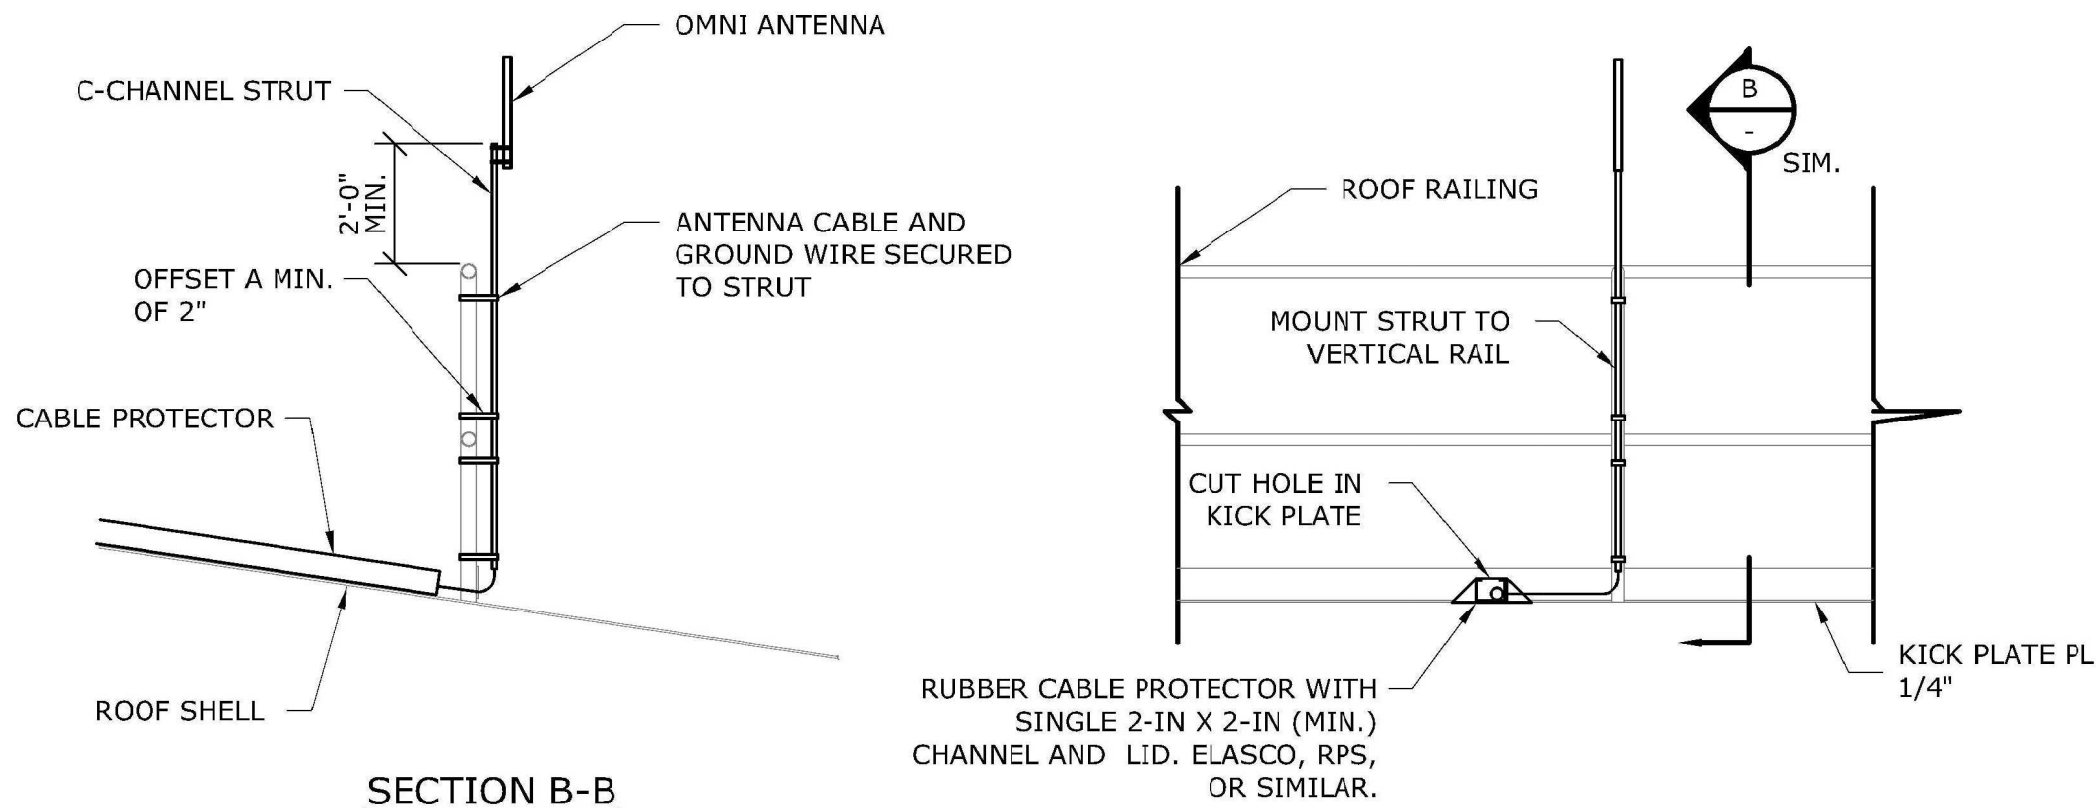 OMNI ANTENNA
C-CHANNEL STRUT
2'-0"
MIN.
ANTENNA CABLE AND
GROUND WIRE SECURED
TO STRUT
OFFSET A MIN.
OF 2"
CABLE PROTECTOR
ROOF SHELL
SECTION B-B
B
-
SIM.
ROOF RAILING
MOUNT STRUT TO
VERTICAL RAIL
CUT HOLE IN
KICK PLATE
KICK PLATE PL
1/4"
RUBBER CABLE PROTECTOR WITH
SINGLE 2-IN X 2-IN (MIN.)
CHANNEL AND LID. ELASCO, RPS,
OR SIMILAR.